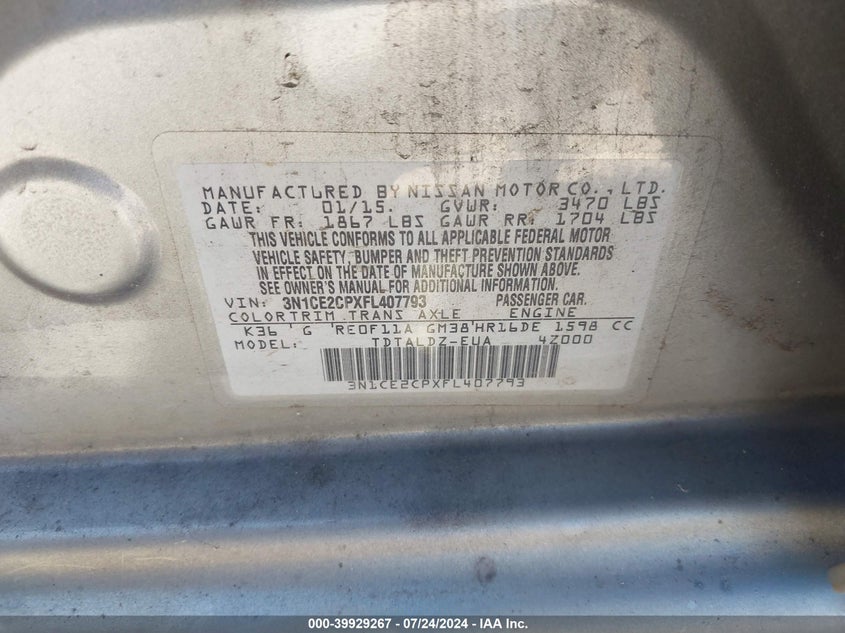 MANUFACTURED BY NISSAN MOTOR CO., LTD.
DATE: 01/15. GVWR: 3470 LBS
GAWR FR: 1867 LBS GAWR RR: 1704 LBS
THIS VEHICLE CONFORMS TO ALL APPLICABLE FEDERAL MOTOR
VEHICLE SAFETY, BUMPER AND THEFT PREVENTION STANDARDS
IN EFFECT ON THE DATE OF MANUFACTURE SHOWN ABOVE.
SEE OWNER'S MANUAL FOR ADDITIONAL INFORMATION.
VIN: 3N1CE2CPXFL407793 PASSENGER CAR.
COLOR TRIM TRANS AXLE ENGINE
K36 G RE0F11A GM38 HR16DE 1598 CC
MODEL: TDTALDZ-EUA 4Z000
3N1CE2CPXFL407793
000-39929267 - 07/24/2024 - IAA Inc.